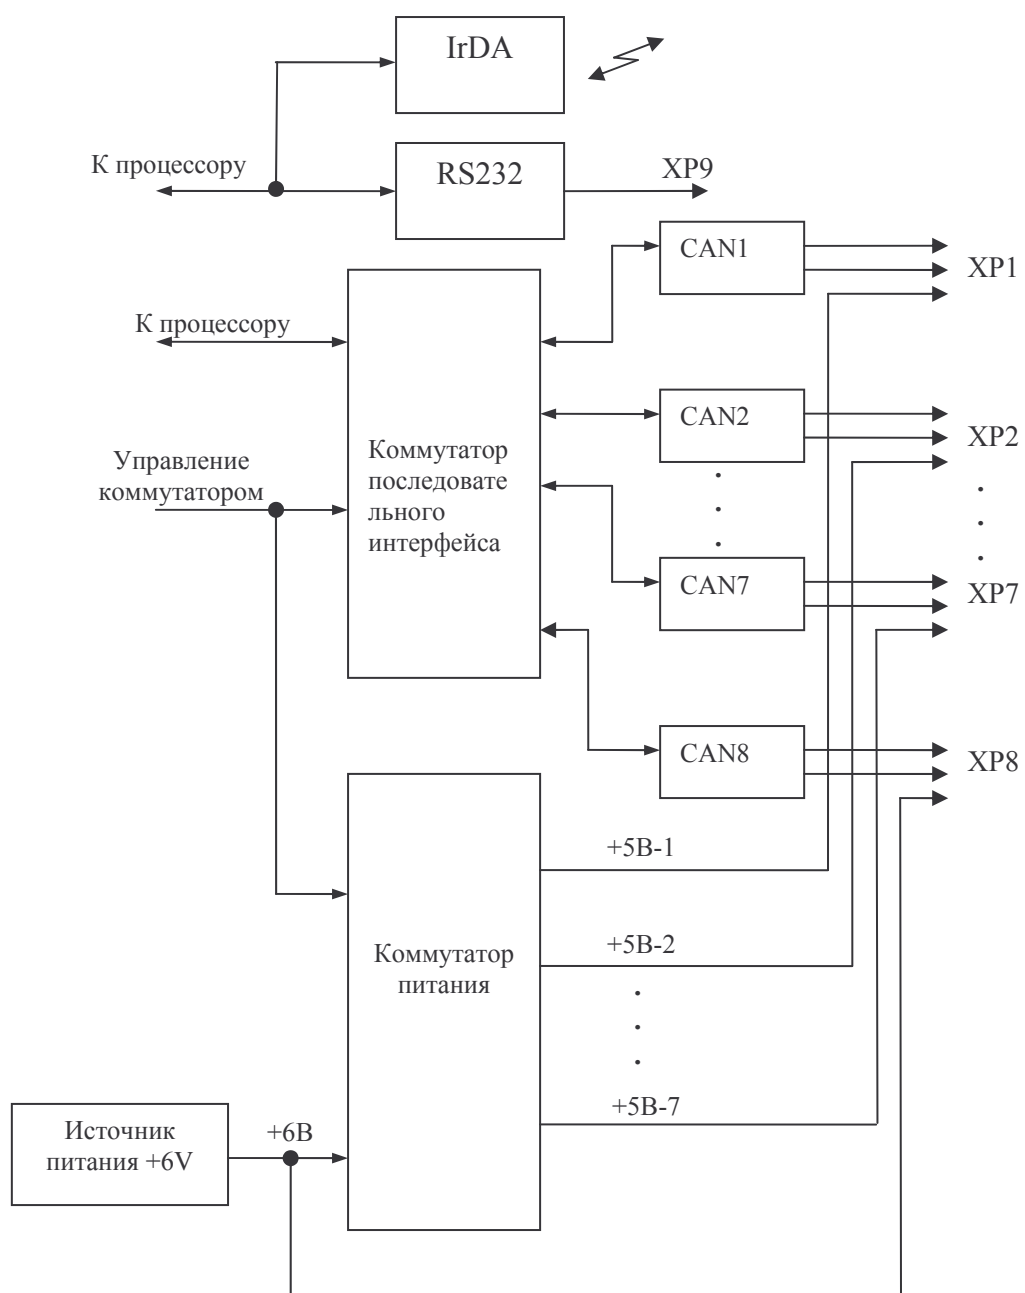 IrDA
К процессору
RS232
XP9
CAN1
XP1
К процессору
CAN2
XP2
Управление
коммутатором
Коммутатор
последовате
льного
интерфейса
CAN7
XP7
CAN8
XP8
+5В-1
Коммутатор
питания
+5В-2
+5В-7
Источник
питания +6V
+6В